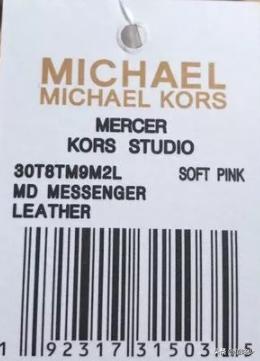 MICHAEL
MICHAEL KORS
MERCER
KORS STUDIO
30T8TM9M2L SOFT PINK
MD MESSENGER
LEATHER
1 92317 31503 5